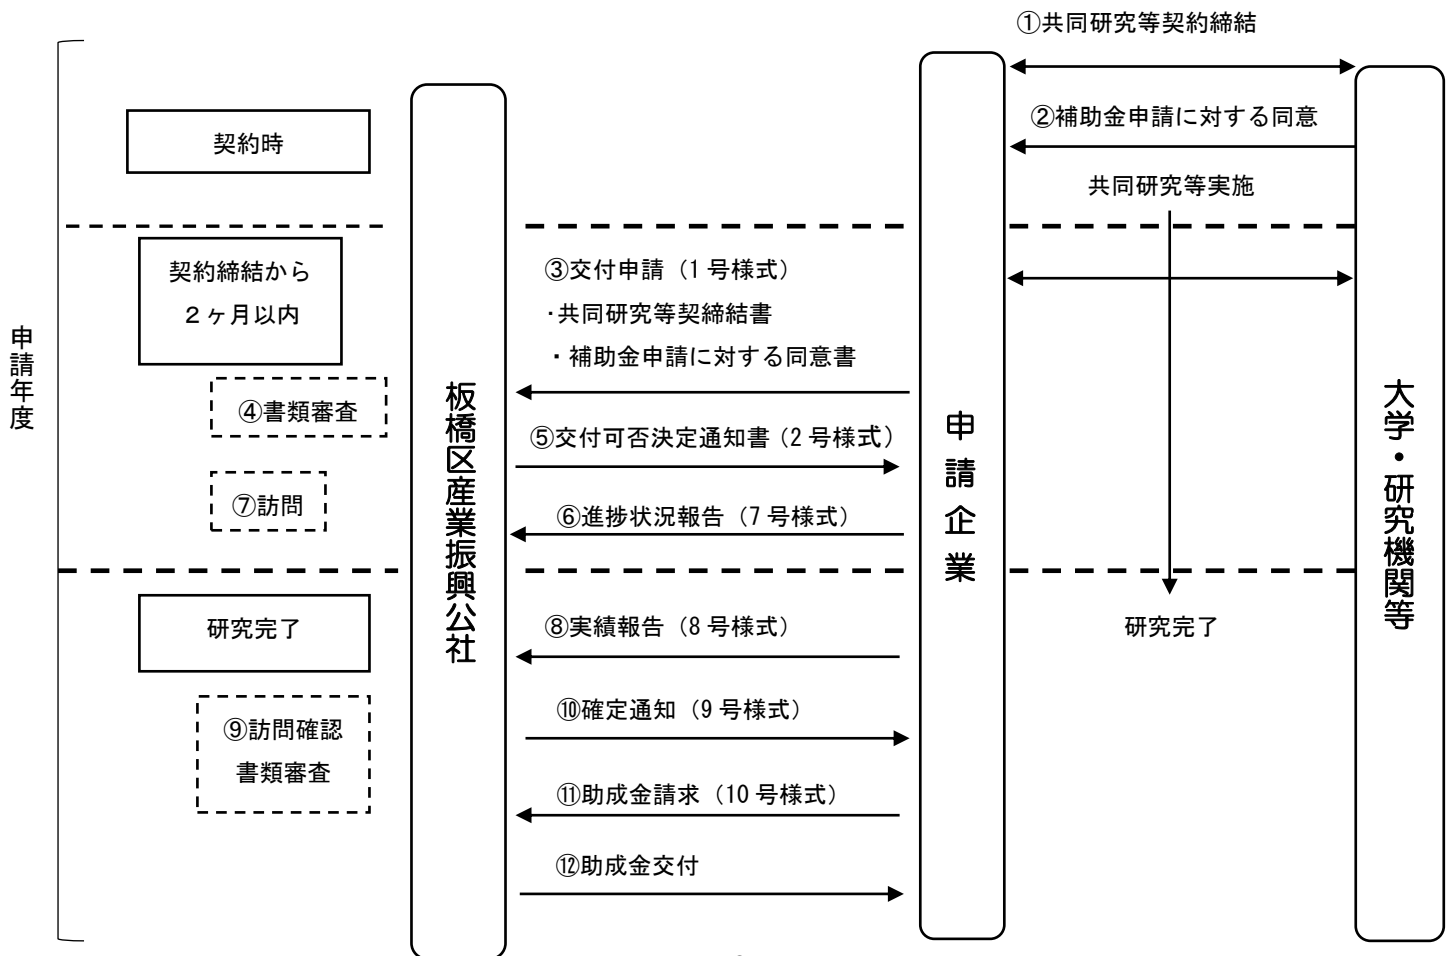 ①共同研究等契約締結
②補助金申請に対する同意
契約時
共同研究等実施
契約締結から
２ヶ月以内
③交付申請（1号様式）
・共同研究等契締結書
・補助金申請に対する同意書
申請年度
④書類審査
⑤交付可否決定通知書（2号様式）
⑦訪問
⑥進捗状況報告（7号様式）
板橋区産業振興公社
申請企業
大学・研究機関等
研究完了
⑧実績報告（8号様式）
研究完了
⑨訪問確認
書類審査
⑩確定通知（9号様式）
⑪助成金請求（10号様式）
⑫助成金交付